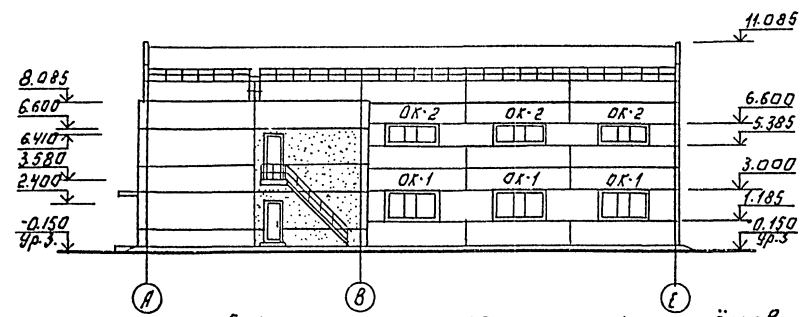 11.085
8.085
6.600
6.410
3.580
2.400
-0.150
Ур.З.
ОК-2 ОК-2 ОК-2
ОК-1 ОК-1 ОК-1
6.600
5.385
3.000
1.185
-0.150
Ур.З.
А В Е